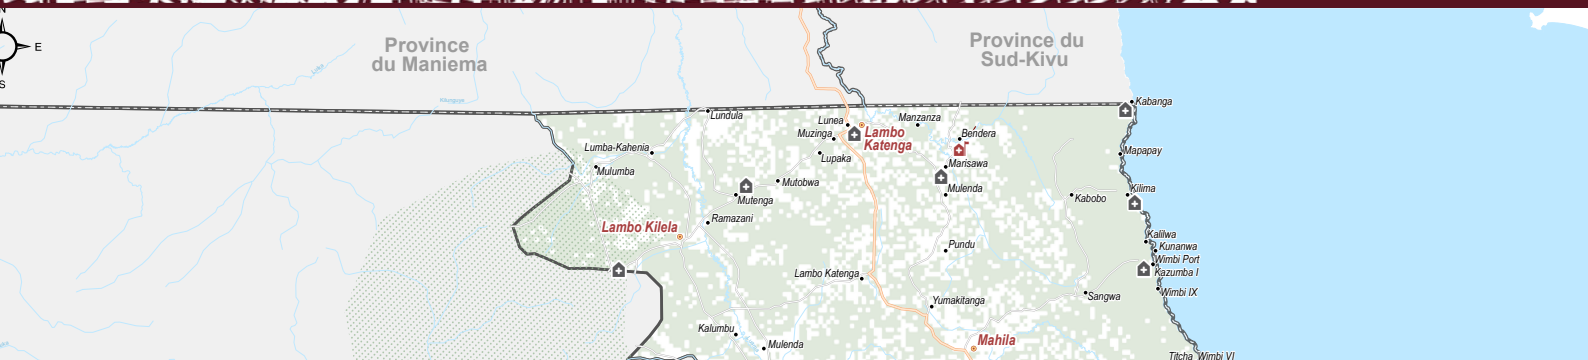 N
E
S
Province
du Maniema
Province du
Sud-Kivu
Kabanga
Lundula
Lunea
Manzanza
Muzinga
Lambo
Katenga
Bendera
Lumba-Kahenia
Lupaka
Mapapay
Mulumba
Marisawa
Mutobwa
Mulenda
Kilima
Mutenga
Kabobo
Ramazani
Lambo Kilela
Kalilwa
Pundu
Kunanwa
Wimbi Port
Lambo Katenga
Kazumba I
Sangwa
Wimbi IX
Yumakitanga
Kalumbu
Mulenda
Mahila
Titcha
Wimbi VI